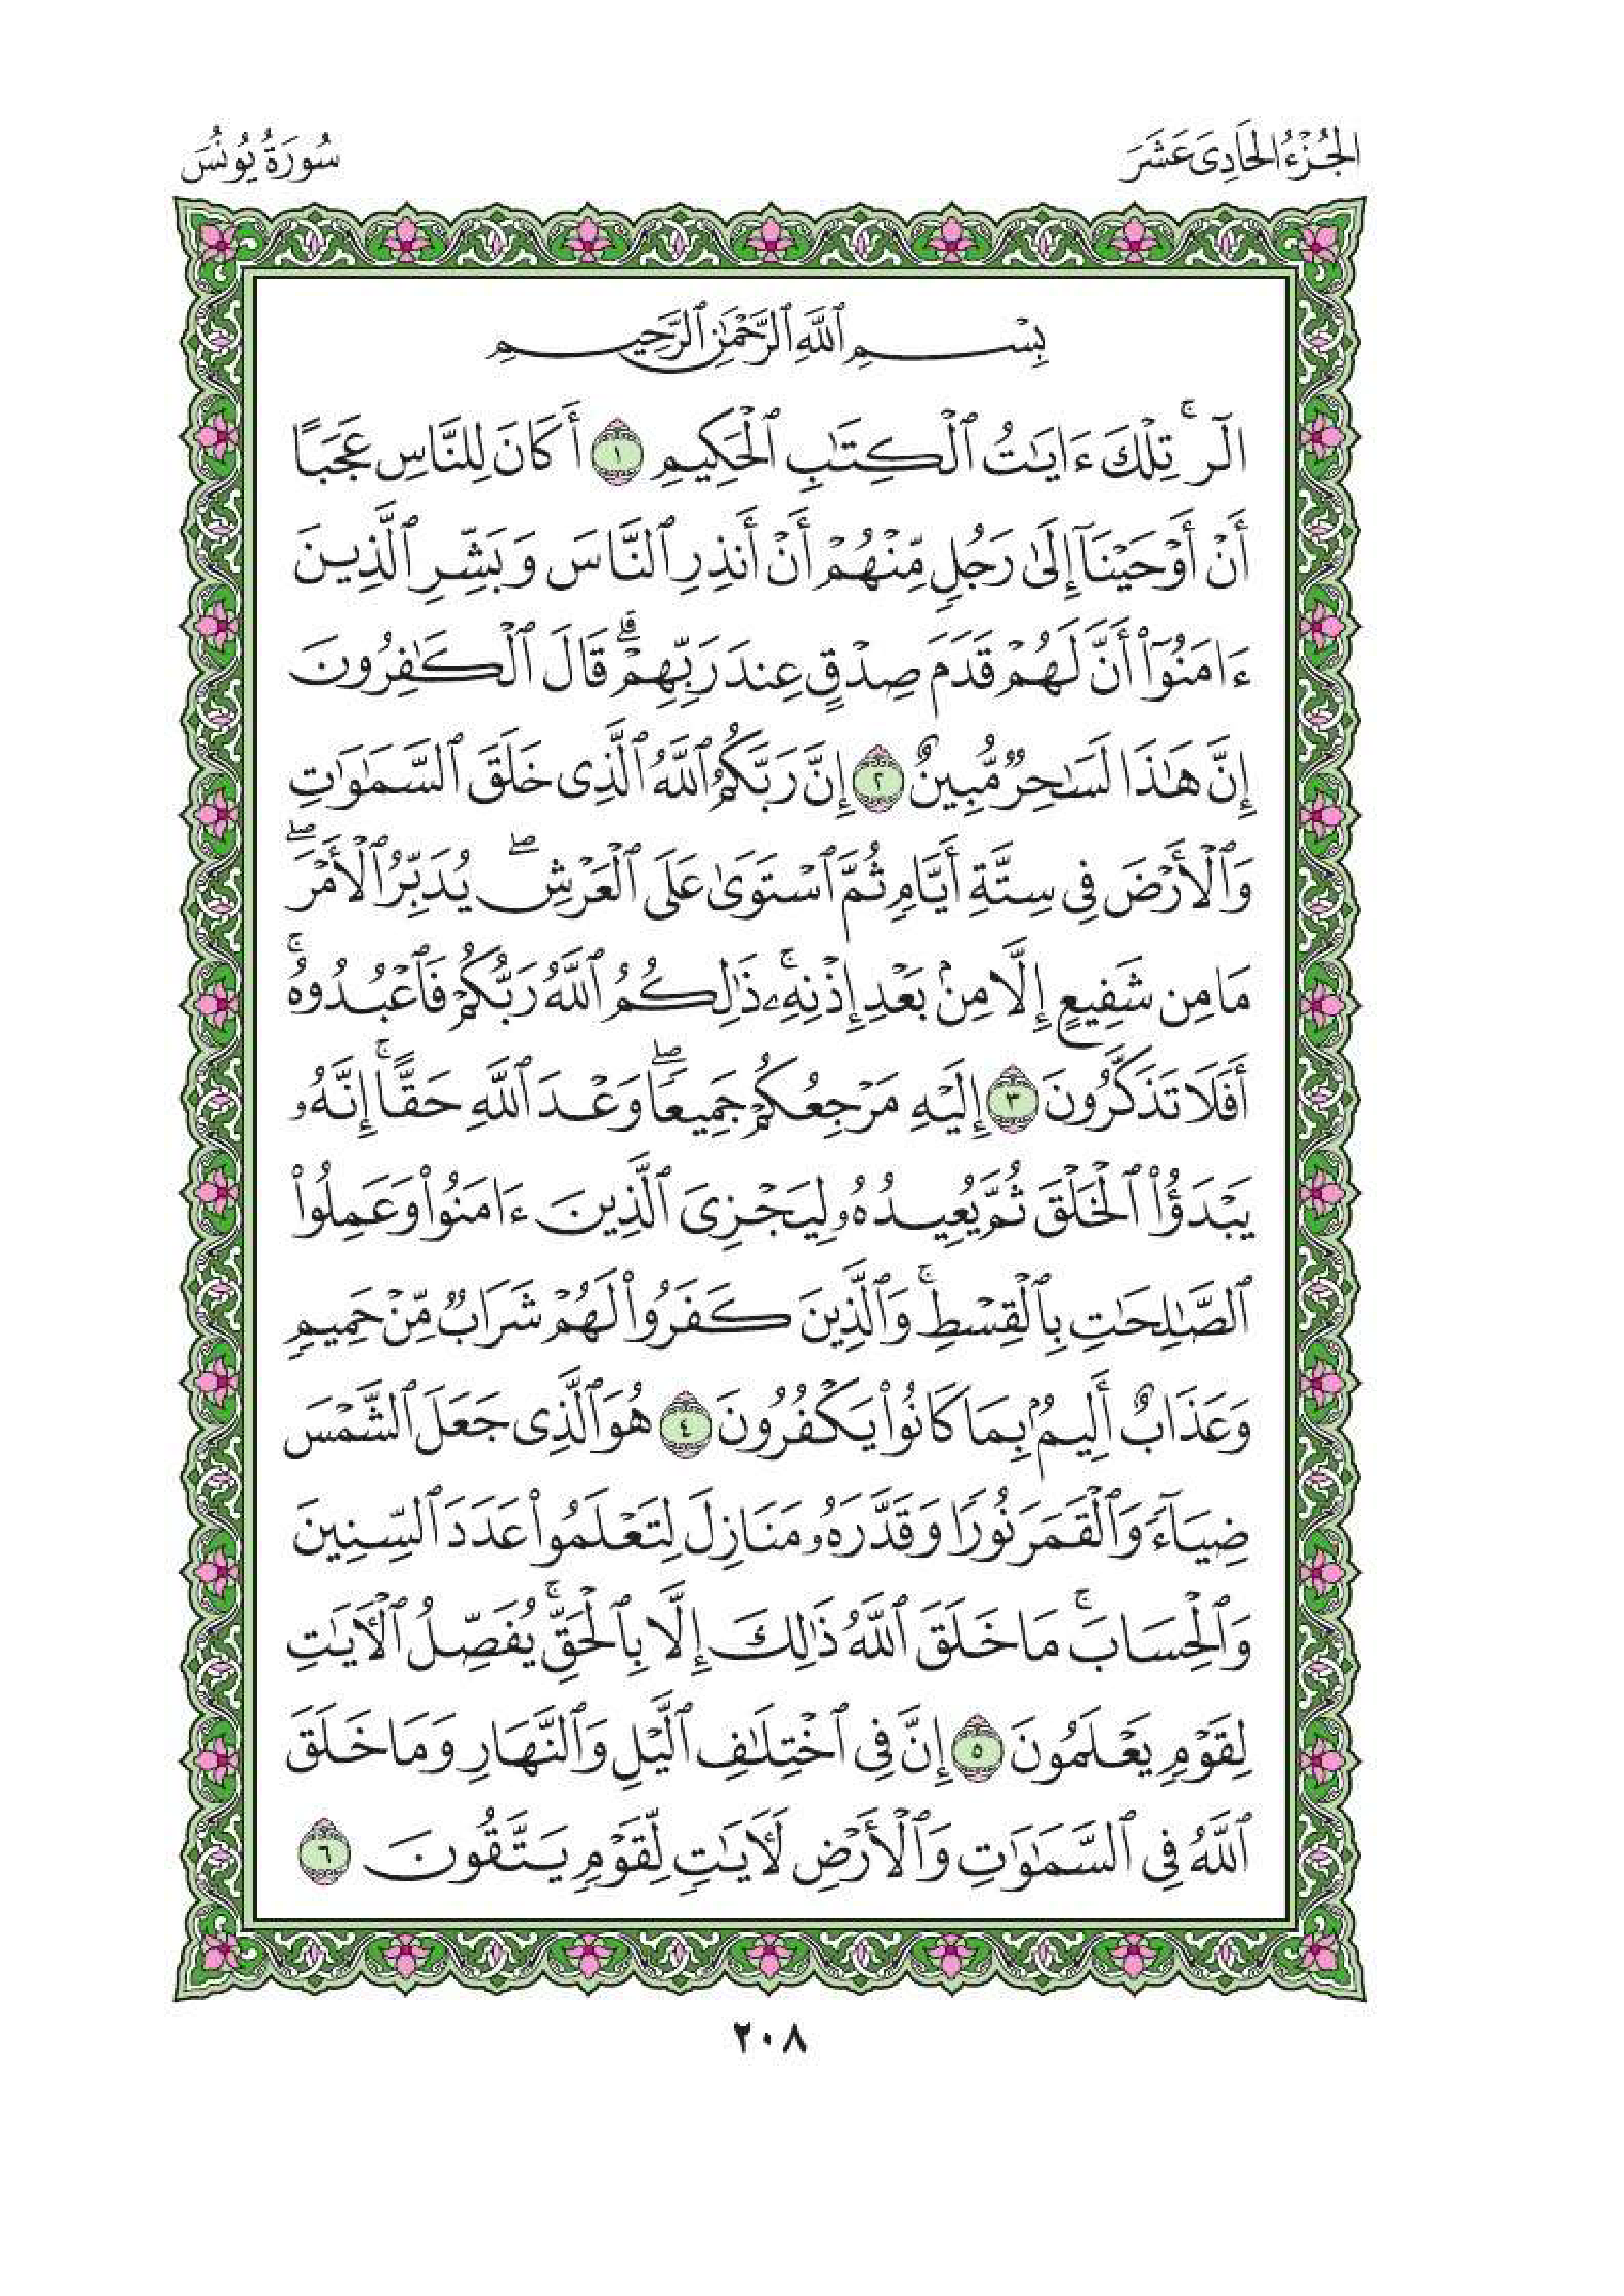 الجُزْءُ الحَادِىَ عَشَرَ
سُورَةُ يُونُسَ
بِسْمِ ٱللَّهِ ٱلرَّحْمَٰنِ ٱلرَّحِيمِ
الٓرۚ تِلْكَ ءَايَٰتُ ٱلْكِتَٰبِ ٱلْحَكِيمِ ١ أَكَانَ لِلنَّاسِ عَجَبًا
أَنْ أَوْحَيْنَآ إِلَىٰ رَجُلٍ مِّنْهُمْ أَنْ أَنذِرِ ٱلنَّاسَ وَبَشِّرِ ٱلَّذِينَ
ءَامَنُوٓا۟ أَنَّ لَهُمْ قَدَمَ صِدْقٍ عِندَ رَبِّهِمْۗ قَالَ ٱلْكَٰفِرُونَ
إِنَّ هَٰذَا لَسَٰحِرٌ مُّبِينٌ ٢ إِنَّ رَبَّكُمُ ٱللَّهُ ٱلَّذِى خَلَقَ ٱلسَّمَٰوَٰتِ
وَٱلْأَرْضَ فِى سِتَّةِ أَيَّامٍ ثُمَّ ٱسْتَوَىٰ عَلَى ٱلْعَرْشِۖ يُدَبِّرُ ٱلْأَمْرَۖ
مَا مِن شَفِيعٍ إِلَّا مِنۢ بَعْدِ إِذْنِهِۦۚ ذَٰلِكُمُ ٱللَّهُ رَبُّكُمْ فَٱعْبُدُوهُۚ
أَفَلَا تَذَكَّرُونَ ٣ إِلَيْهِ مَرْجِعُكُمْ جَمِيعًاۖ وَعْدَ ٱللَّهِ حَقًّاۚ إِنَّهُۥ
يَبْدَؤُا۟ ٱلْخَلْقَ ثُمَّ يُعِيدُهُۥ لِيَجْزِىَ ٱلَّذِينَ ءَامَنُوا۟ وَعَمِلُوا۟
ٱلصَّٰلِحَٰتِ بِٱلْقِسْطِۚ وَٱلَّذِينَ كَفَرُوا۟ لَهُمْ شَرَابٌ مِّنْ حَمِيمٍ
وَعَذَابٌ أَلِيمٌۢ بِمَا كَانُوا۟ يَكْفُرُونَ ٤ هُوَ ٱلَّذِى جَعَلَ ٱلشَّمْسَ
ضِيَآءً وَٱلْقَمَرَ نُورًا وَقَدَّرَهُۥ مَنَازِلَ لِتَعْلَمُوا۟ عَدَدَ ٱلسِّنِينَ
وَٱلْحِسَابَۚ مَا خَلَقَ ٱللَّهُ ذَٰلِكَ إِلَّا بِٱلْحَقِّۚ يُفَصِّلُ ٱلْءَايَٰتِ
لِقَوْمٍ يَعْلَمُونَ ٥ إِنَّ فِى ٱخْتِلَٰفِ ٱلَّيْلِ وَٱلنَّهَارِ وَمَا خَلَقَ
ٱللَّهُ فِى ٱلسَّمَٰوَٰتِ وَٱلْأَرْضِ لَءَايَٰتٍ لِّقَوْمٍ يَتَّقُونَ ٦
٢٠٨